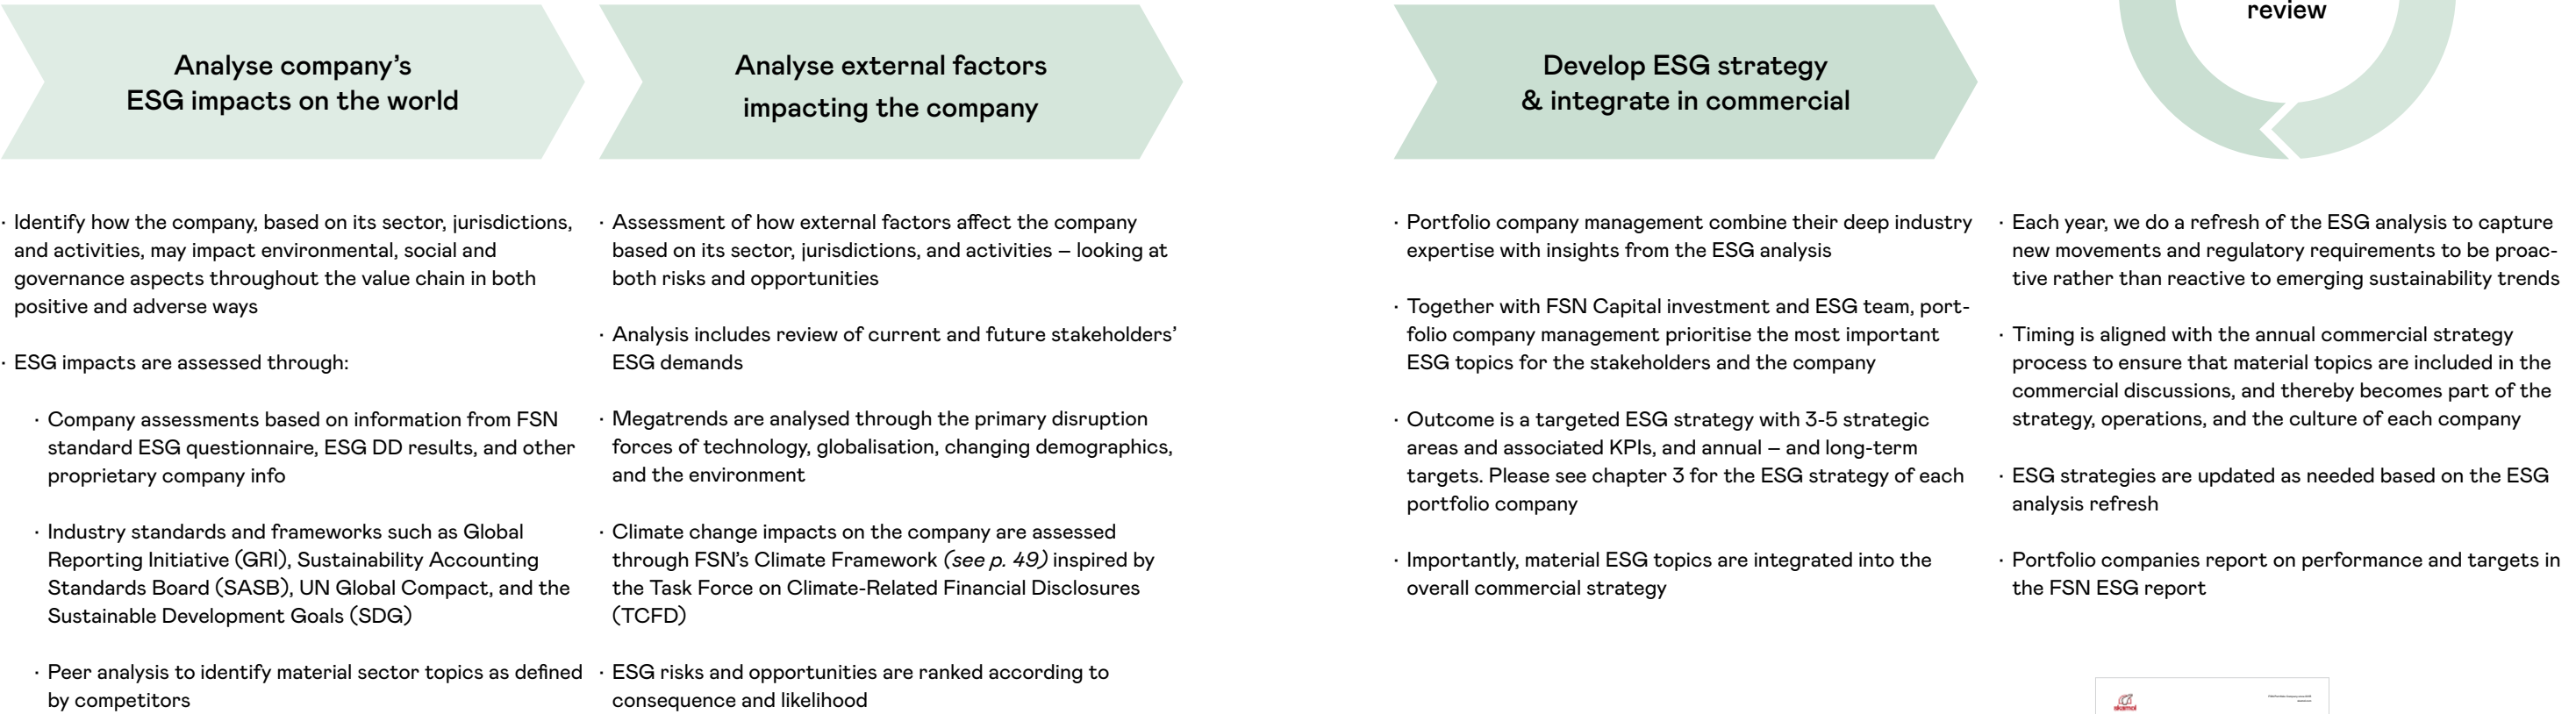 Analyse company's
ESG impacts on the world
· Identify how the company, based on its sector, jurisdictions,
and activities, may impact environmental, social and
governance aspects throughout the value chain in both
positive and adverse ways
· ESG impacts are assessed through:
· Company assessments based on information from FSN
standard ESG questionnaire, ESG DD results, and other
proprietary company info
· Industry standards and frameworks such as Global
Reporting Initiative (GRI), Sustainability Accounting
Standards Board (SASB), UN Global Compact, and the
Sustainable Development Goals (SDG)
· Peer analysis to identify material sector topics as defined
by competitors
Analyse external factors
impacting the company
· Assessment of how external factors affect the company
based on its sector, jurisdictions, and activities – looking at
both risks and opportunities
· Analysis includes review of current and future stakeholders'
ESG demands
· Megatrends are analysed through the primary disruption
forces of technology, globalisation, changing demographics,
and the environment
· Climate change impacts on the company are assessed
through FSN's Climate Framework (see p. 49) inspired by
the Task Force on Climate-Related Financial Disclosures
(TCFD)
· ESG risks and opportunities are ranked according to
consequence and likelihood
Develop ESG strategy
& integrate in commercial
· Portfolio company management combine their deep industry
expertise with insights from the ESG analysis
· Together with FSN Capital investment and ESG team, port-
folio company management prioritise the most important
ESG topics for the stakeholders and the company
· Outcome is a targeted ESG strategy with 3-5 strategic
areas and associated KPIs, and annual – and long-term
targets. Please see chapter 3 for the ESG strategy of each
portfolio company
· Importantly, material ESG topics are integrated into the
overall commercial strategy
review
· Each year, we do a refresh of the ESG analysis to capture
new movements and regulatory requirements to be proac-
tive rather than reactive to emerging sustainability trends
· Timing is aligned with the annual commercial strategy
process to ensure that material topics are included in the
commercial discussions, and thereby becomes part of the
strategy, operations, and the culture of each company
· ESG strategies are updated as needed based on the ESG
analysis refresh
· Portfolio companies report on performance and targets in
the FSN ESG report
skamol